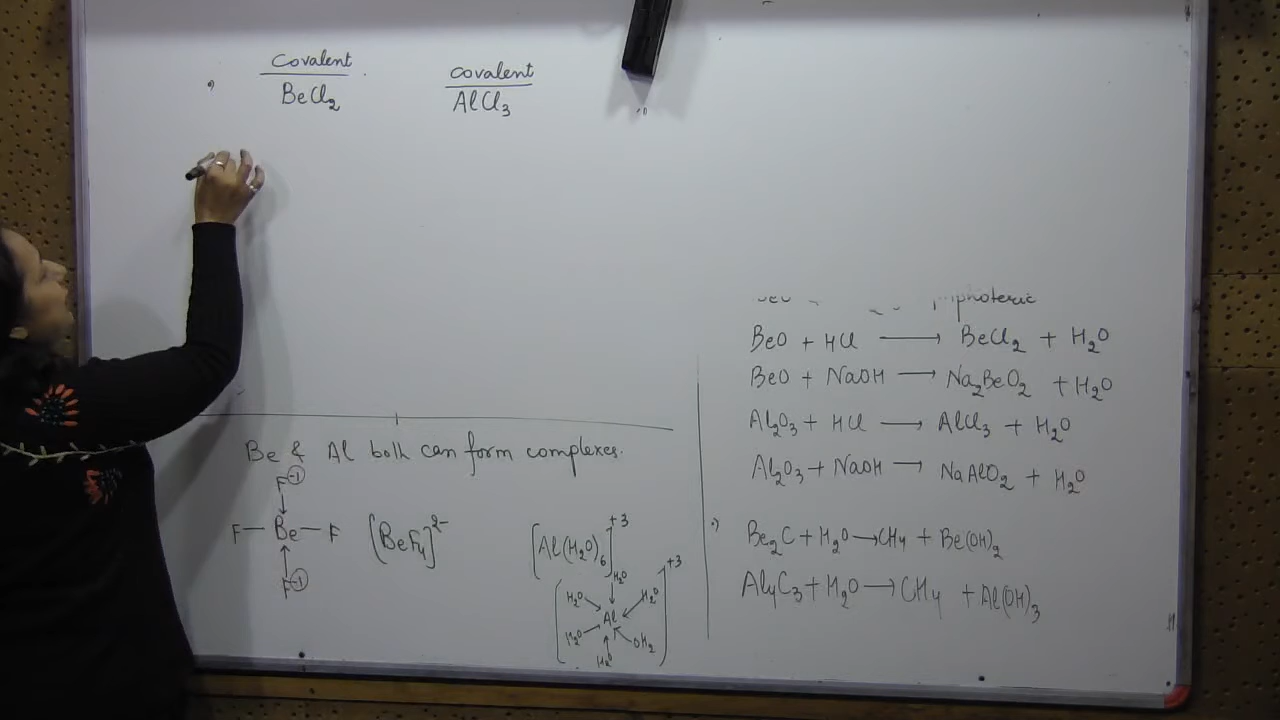 Covalent covalent
BeCl₂ AlCl₃
BeO + HCl ⟶ BeCl₂ + H₂O
BeO + NaOH ⟶ Na₂BeO₂ + H₂O
Al₂O₃ + HCl ⟶ AlCl₃ + H₂O
Al₂O₃ + NaOH ⟶ NaAlO₂ + H₂O
Be₂C + H₂O ⟶ CH₄ + Be(OH)₂
Al₄C₃ + H₂O ⟶ CH₄ + Al(OH)₃
Be & Al both can form complexes.
F⁻¹
F — Be — F [BeF₄]²⁻
F⁻¹
[Al(H₂O)₆]⁺³
H₂O
H₂O H₂O +3
Al
H₂O OH₂
H₂O